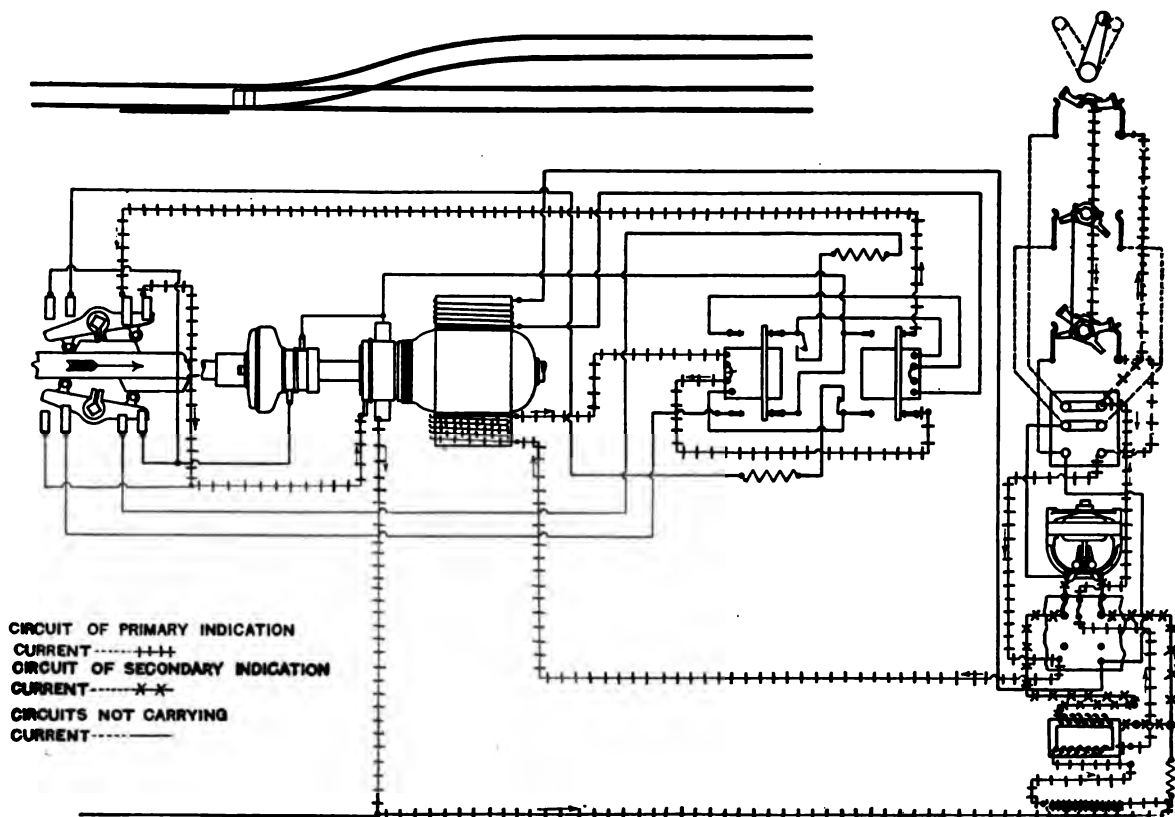 CIRCUIT OF PRIMARY INDICATION
CURRENT ------++++
CIRCUIT OF SECONDARY INDICATION
CURRENT-------X-X-
CIRCUITS NOT CARRYING
CURRENT------———